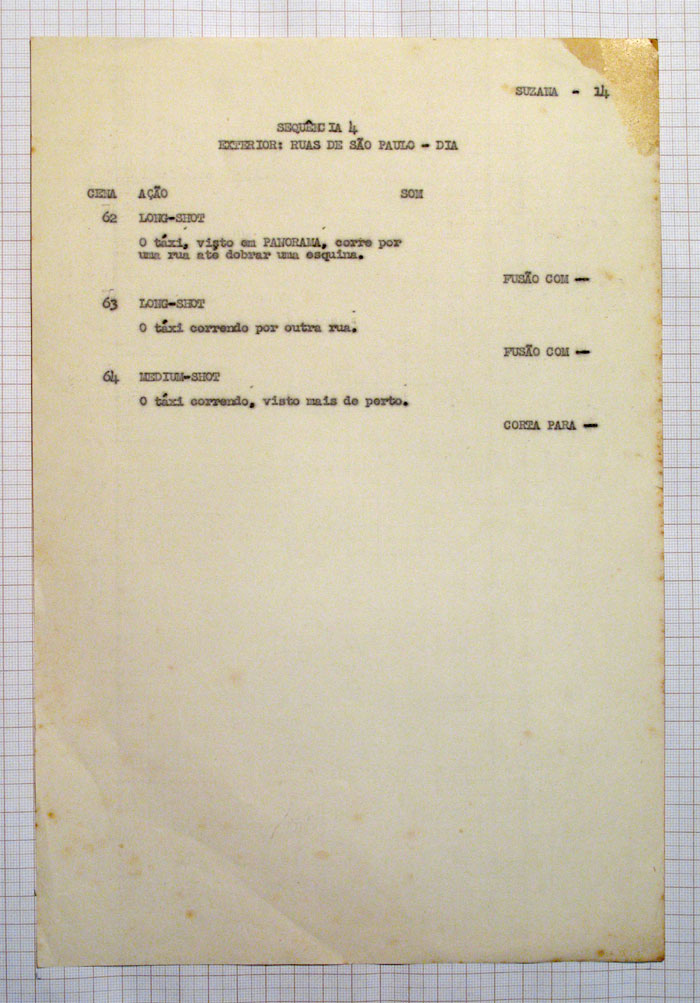 SUZANA - 14
SEQUÊNCIA 4
EXTERIOR: RUAS DE SÃO PAULO - DIA
CENA AÇÃO SOM
62 LONG-SHOT
O táxi, visto em PANORAMA, corre por
uma rua até dobrar uma esquina.
FUSÃO COM —
63 LONG-SHOT
O táxi correndo por outra rua.
FUSÃO COM —
64 MEDIUM-SHOT
O táxi correndo, visto mais de perto.
CORTA PARA —